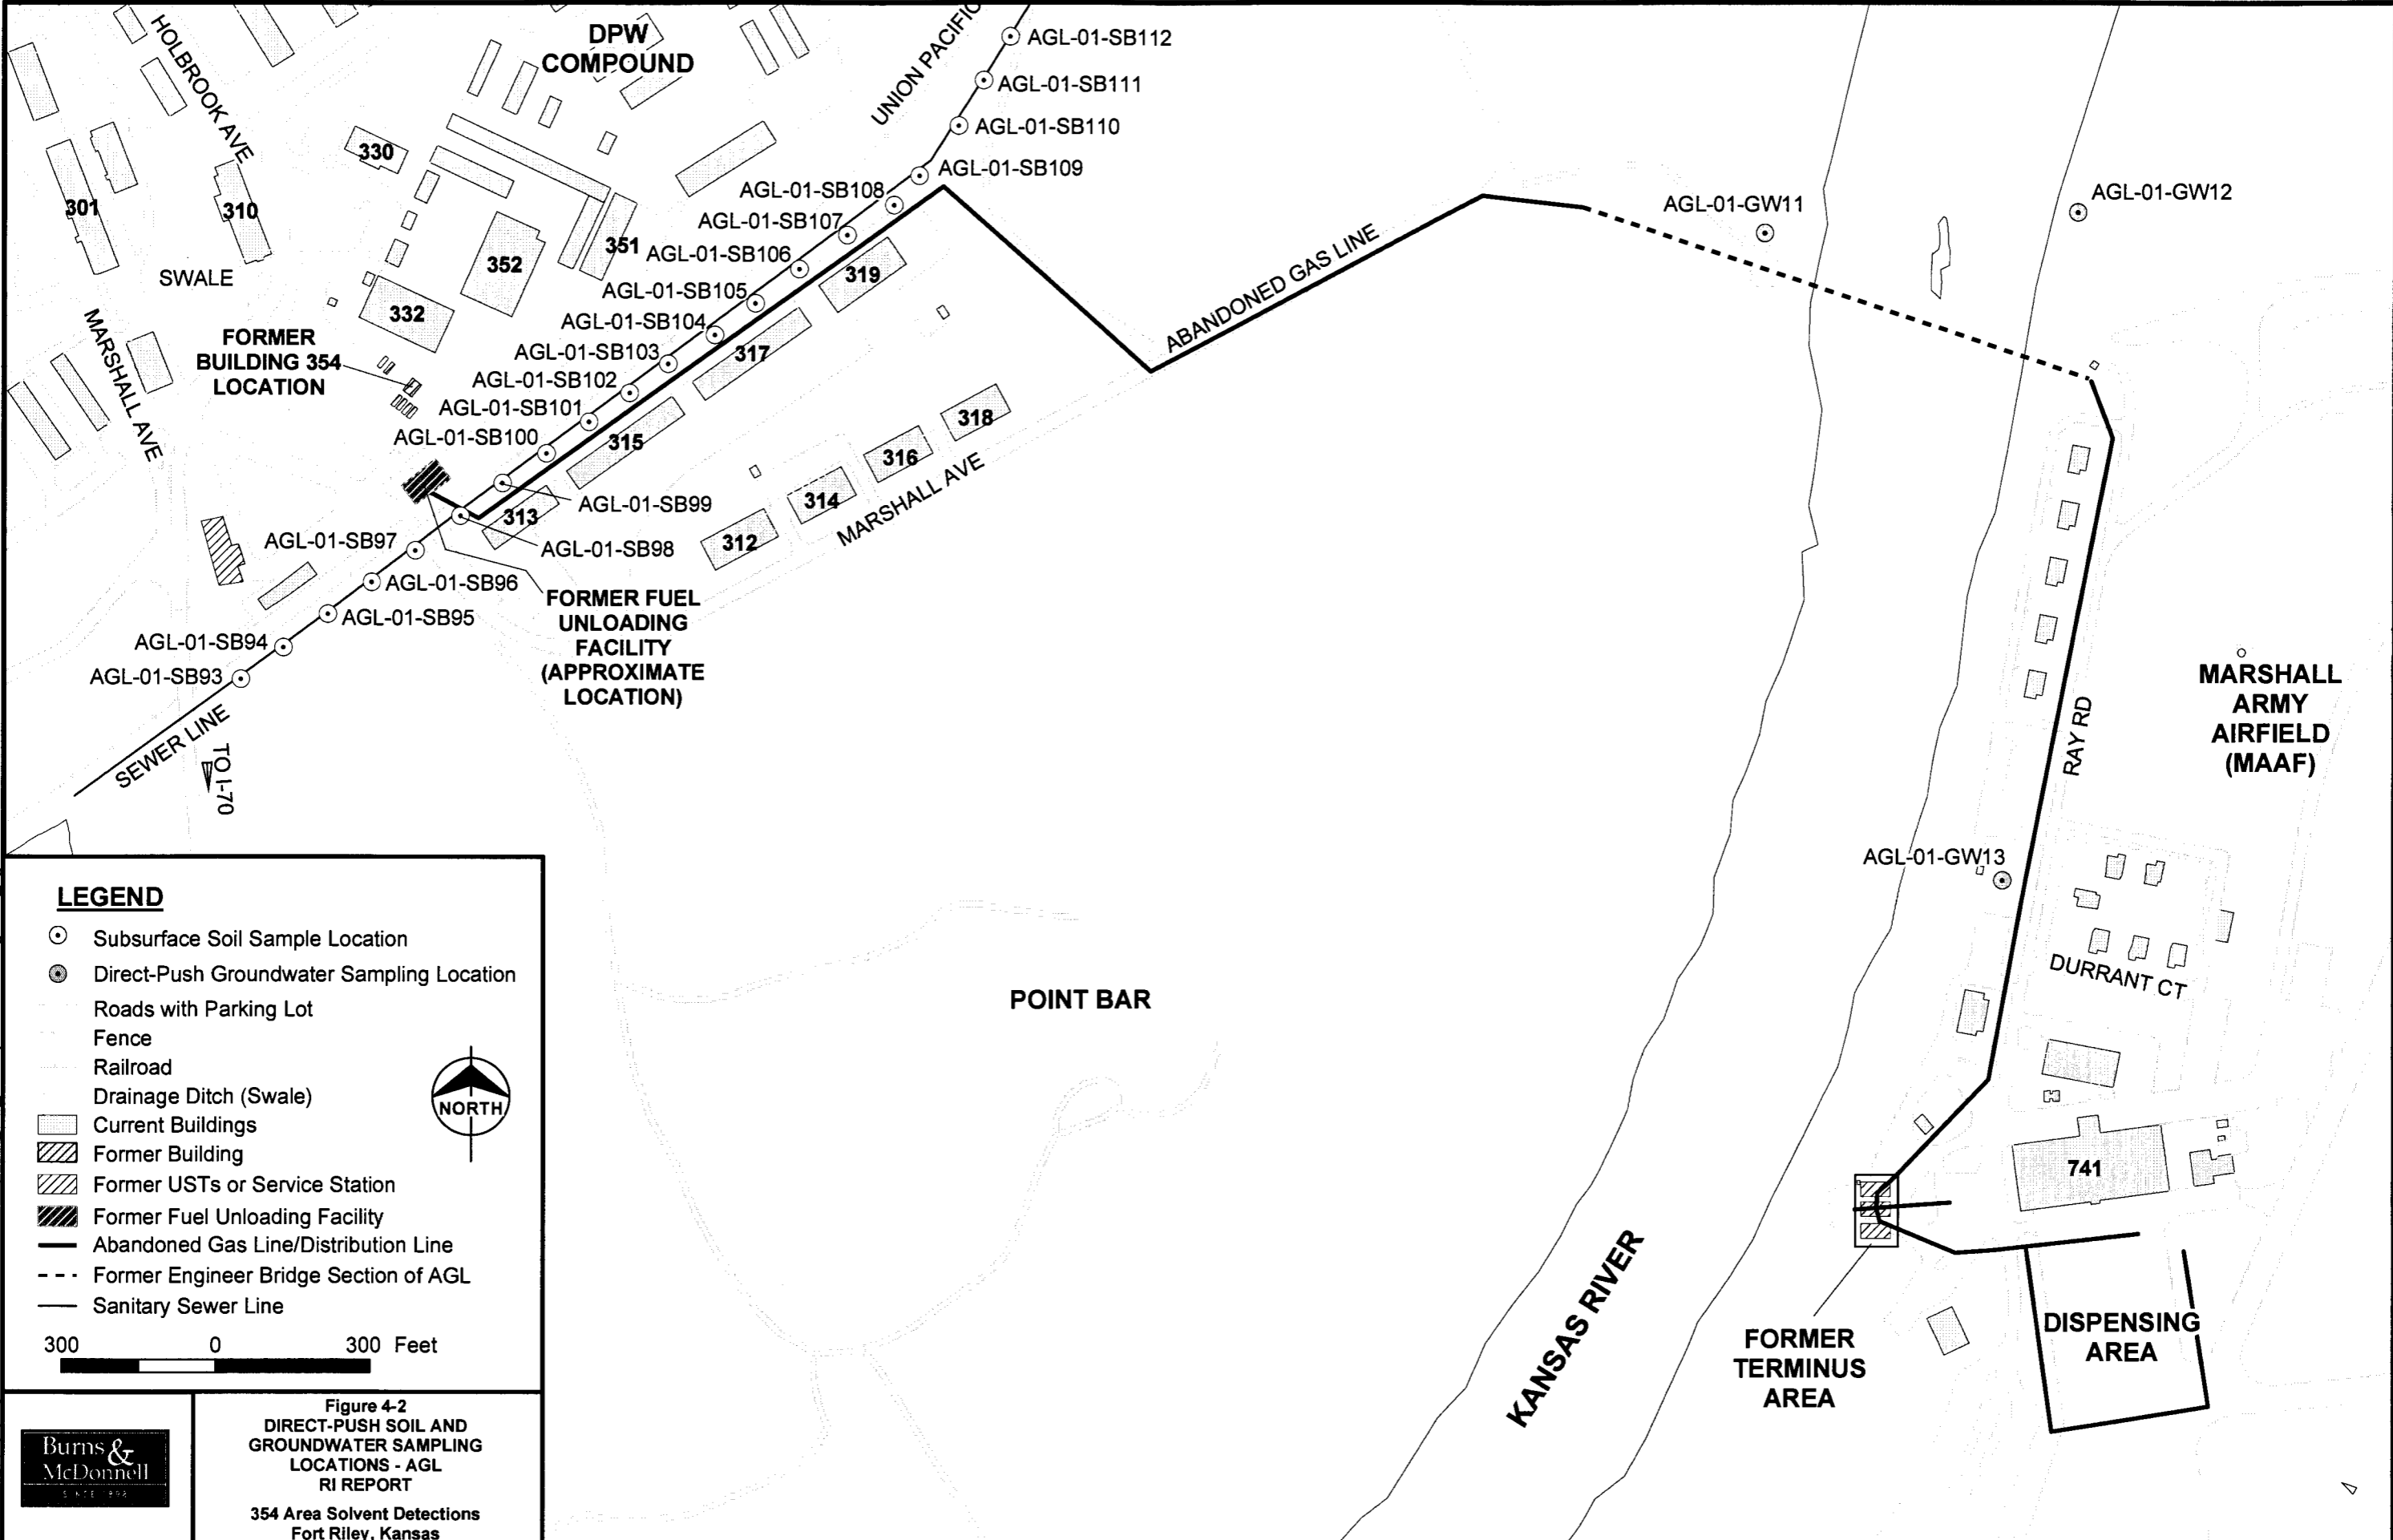 DPW
COMPOUND
HOLBROOK AVE
UNION PACIFIC
AGL-01-SB112
AGL-01-SB111
AGL-01-SB110
AGL-01-SB109
AGL-01-SB108
AGL-01-SB107
AGL-01-SB106
AGL-01-SB105
AGL-01-SB104
AGL-01-SB103
AGL-01-SB102
AGL-01-SB101
AGL-01-SB100
AGL-01-SB99
AGL-01-SB98
AGL-01-SB97
AGL-01-SB96
AGL-01-SB95
AGL-01-SB94
AGL-01-SB93
330
301
310
351
352
332
319
317
315
313
318
316
314
312
SWALE
MARSHALL AVE
FORMER
BUILDING 354
LOCATION
MARSHALL AVE
FORMER FUEL
UNLOADING
FACILITY
(APPROXIMATE
LOCATION)
SEWER LINE
TO I-70
ABANDONED GAS LINE
AGL-01-GW11
AGL-01-GW12
AGL-01-GW13
RAY RD
MARSHALL
ARMY
AIRFIELD
(MAAF)
DURRANT CT
741
POINT BAR
KANSAS RIVER
FORMER
TERMINUS
AREA
DISPENSING
AREA
LEGEND
Subsurface Soil Sample Location
Direct-Push Groundwater Sampling Location
Roads with Parking Lot
Fence
Railroad
Drainage Ditch (Swale)
Current Buildings
Former Building
Former USTs or Service Station
Former Fuel Unloading Facility
Abandoned Gas Line/Distribution Line
Former Engineer Bridge Section of AGL
Sanitary Sewer Line
NORTH
300 0 300 Feet
Burns &
McDonnell
SINCE 1898
Figure 4-2
DIRECT-PUSH SOIL AND
GROUNDWATER SAMPLING
LOCATIONS - AGL
RI REPORT
354 Area Solvent Detections
Fort Riley, Kansas